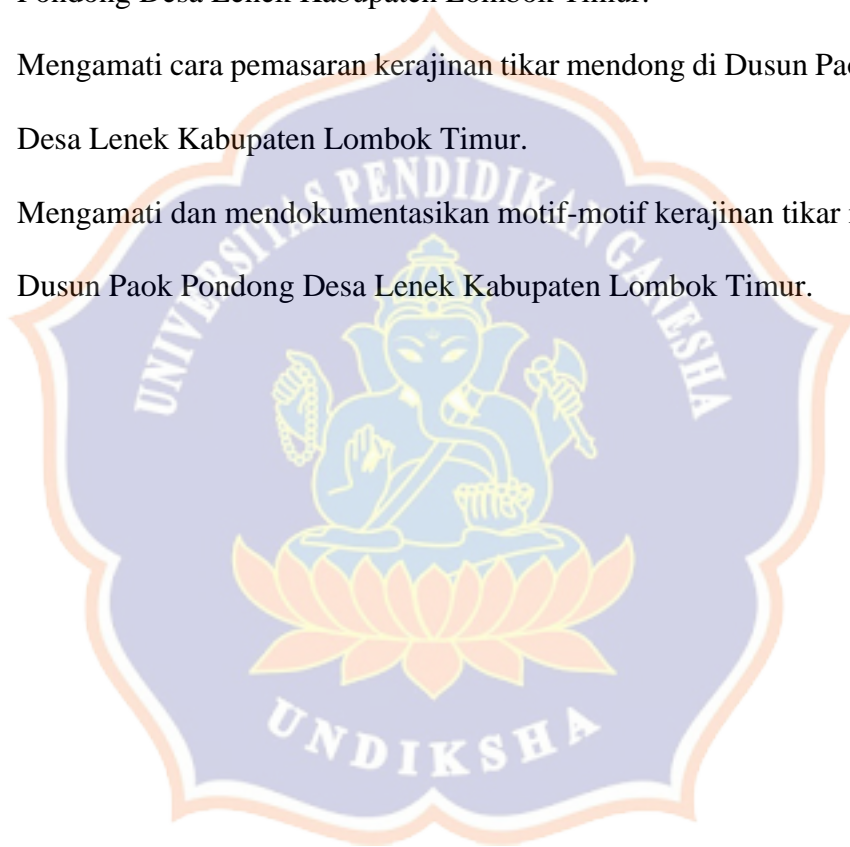 Pondong Desa Lenek Kabupaten Lombok Timur.
Mengamati cara pemasaran kerajinan tikar mendong di Dusun
Desa Lenek Kabupaten Lombok Timur.
Mengamati dan mendokumentasikan motif-motif kerajinan tikar
Dusun Paok Pondong Desa Lenek Kabupaten Lombok Timur.
UNIVERSITAS PENDIDIKAN GANESHA
UNDIKSHA